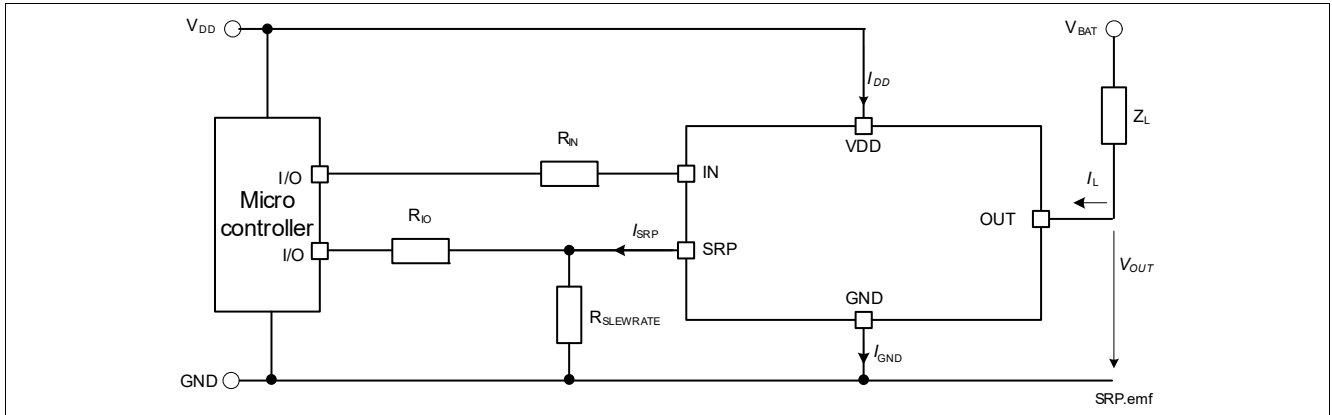 VDD
VBAT
IDD
ZL
RIN
VDD
I/O
IN
IL
Micro
controller
RIO
ISRP
OUT
I/O
SRP
VOUT
GND
RSLEWRATE
IGND
GND
SRP.emf